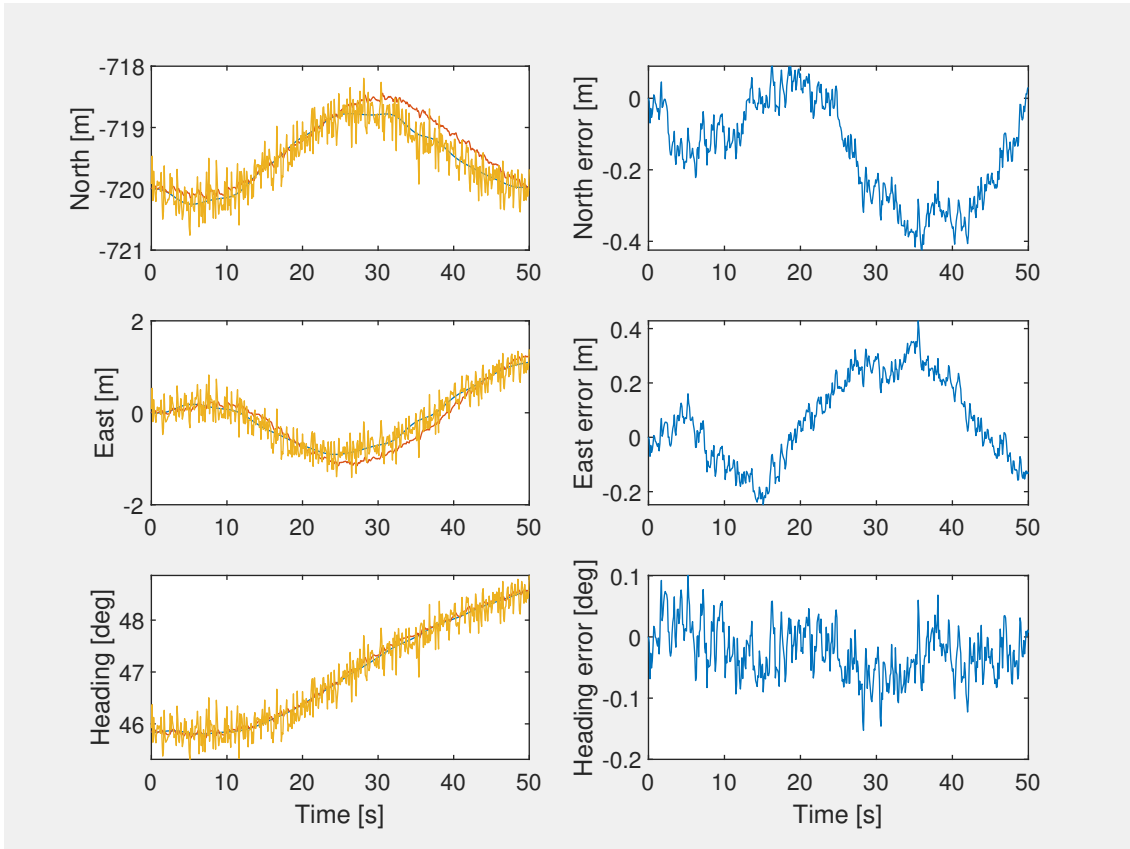 North [m]
-718
-719
-720
-721
0 10 20 30 40 50
North error [m]
0
-0.2
-0.4
0 10 20 30 40 50
East [m]
2
0
-2
0 10 20 30 40 50
East error [m]
0.4
0.2
0
-0.2
0 10 20 30 40 50
Heading [deg]
48
47
46
0 10 20 30 40 50
Time [s]
Heading error [deg]
0.1
0
-0.1
-0.2
0 10 20 30 40 50
Time [s]